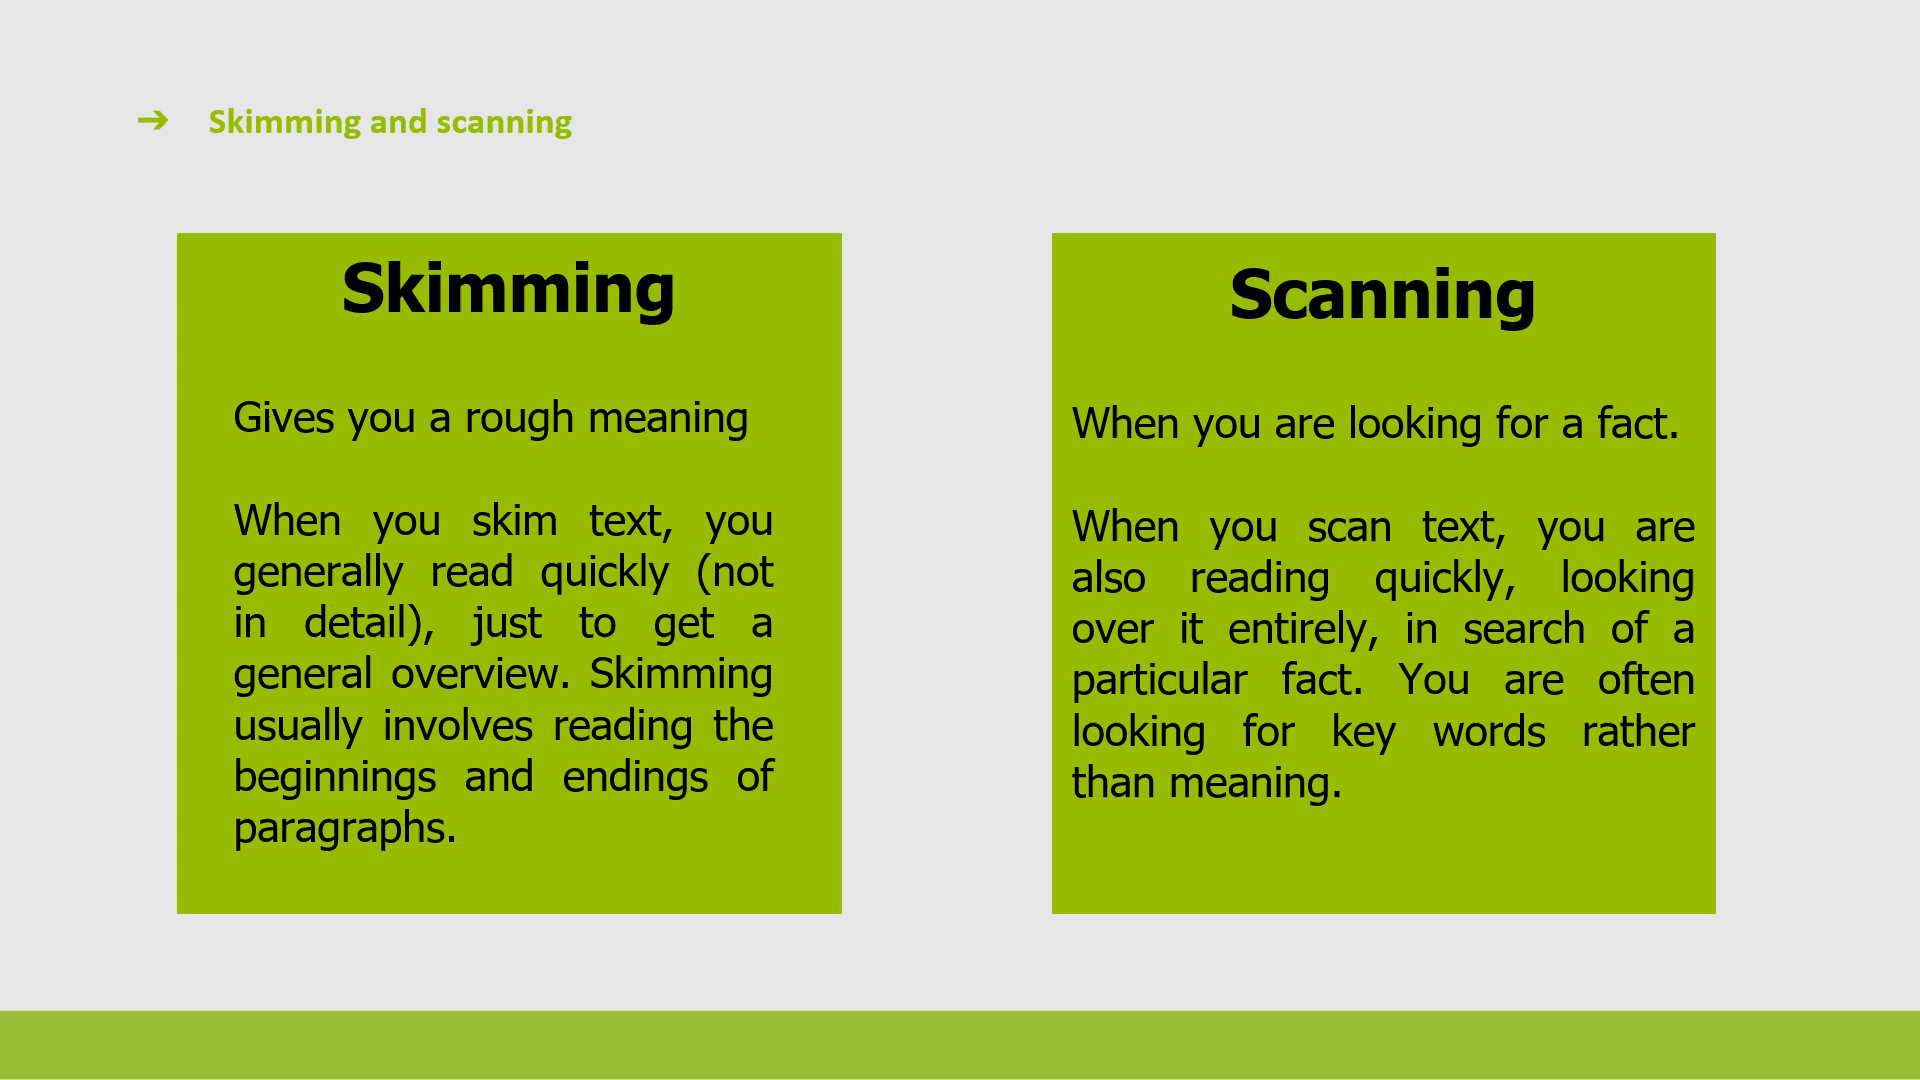 ➔ Skimming and scanning
Skimming
Gives you a rough meaning
When you skim text, you
generally read quickly (not
in detail), just to get a
general overview. Skimming
usually involves reading the
beginnings and endings of
paragraphs.
Scanning
When you are looking for a fact.
When you scan text, you are
also reading quickly, looking
over it entirely, in search of a
particular fact. You are often
looking for key words rather
than meaning.